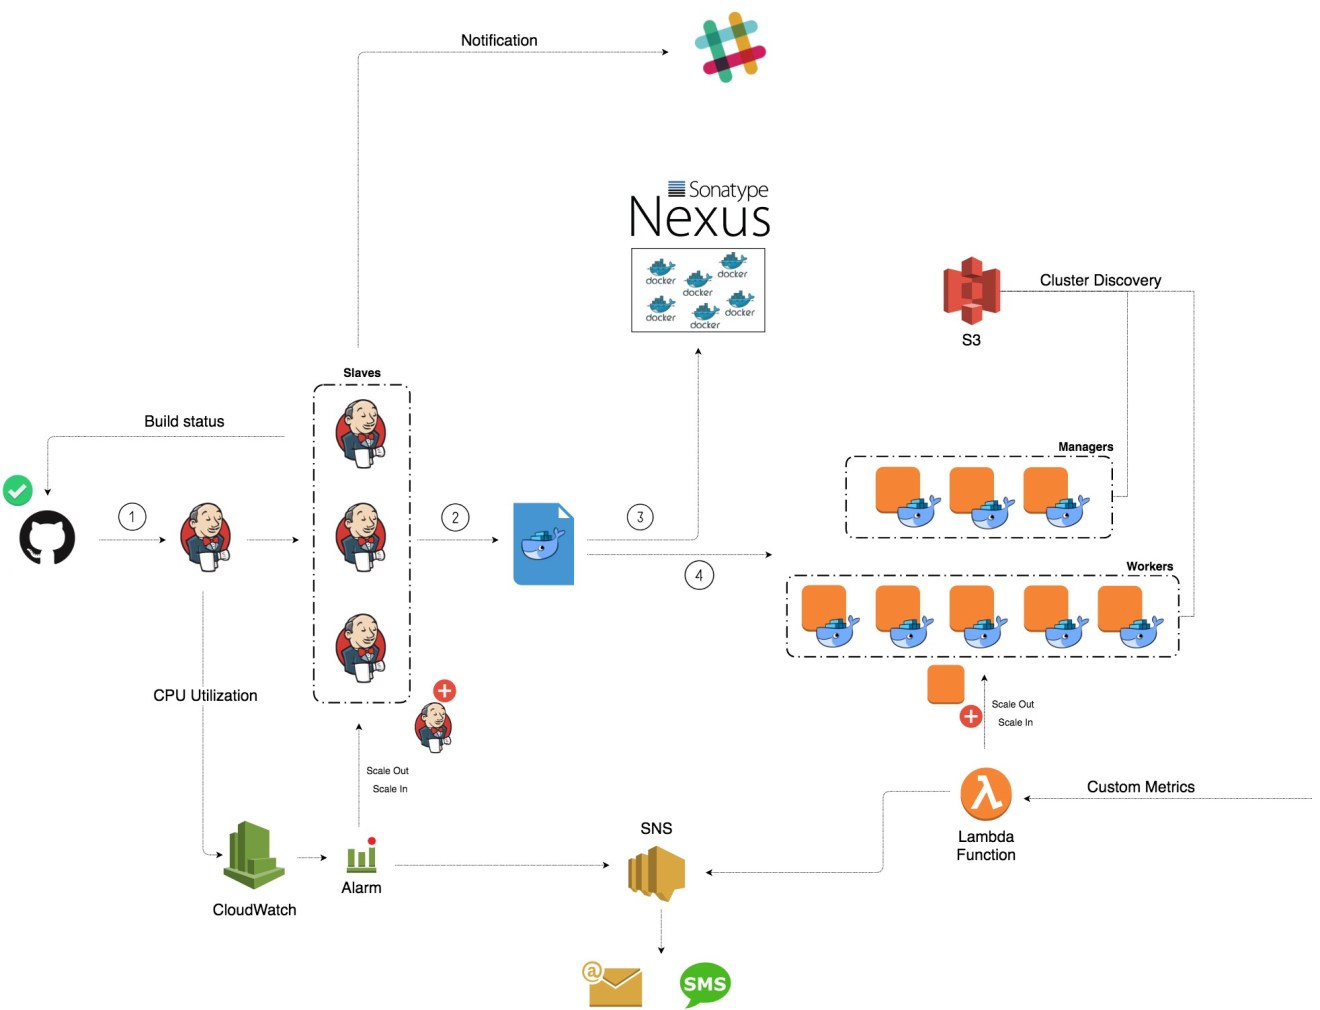 Notification
Sonatype
Nexus
docker
docker
docker
docker
docker
docker
Cluster Discovery
S3
Slaves
Build status
Managers
1
2
3
4
Workers
CPU Utilization
Scale Out
Scale In
Scale Out
Scale In
Custom Metrics
SNS
Lambda
Function
Alarm
CloudWatch
@
SMS